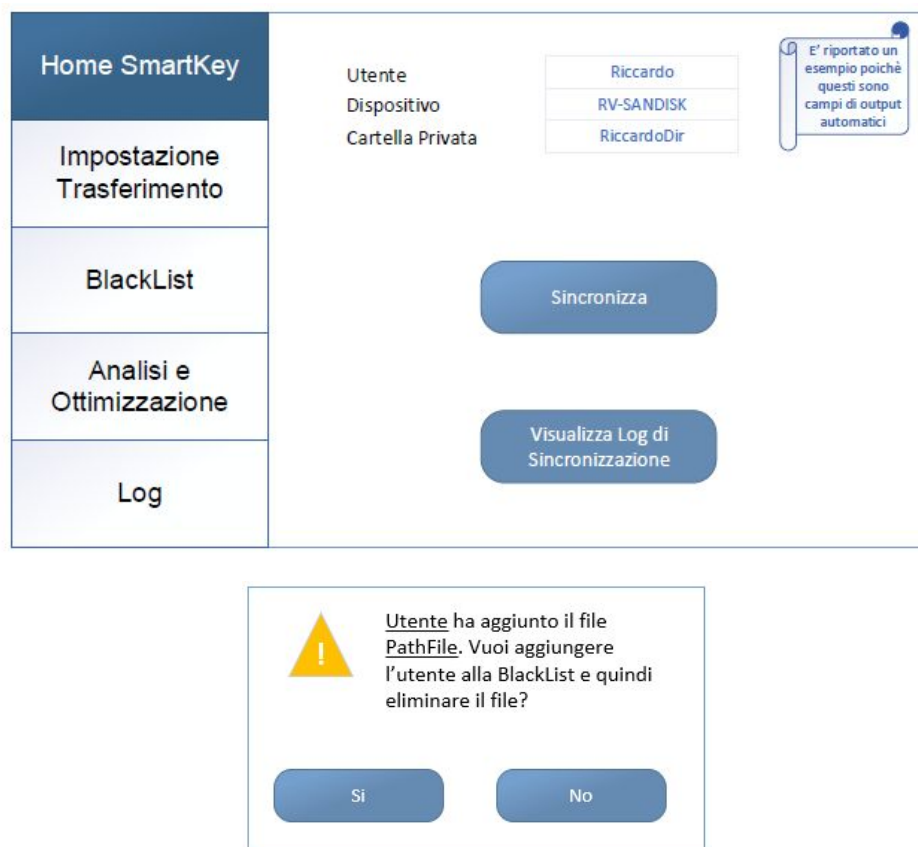 Home SmartKey
Impostazione
Trasferimento
BlackList
Analisi e
Ottimizzazione
Log
Utente
Riccardo
Dispositivo
RV-SANDISK
Cartella Privata
RiccardoDir
E' riportato un
esempio poichè
questi sono
campi di output
automatici
Sincronizza
Visualizza Log di
Sincronizzazione
!
Utente ha aggiunto il file
PathFile. Vuoi aggiungere
l'utente alla BlackList e quindi
eliminare il file?
Si
No